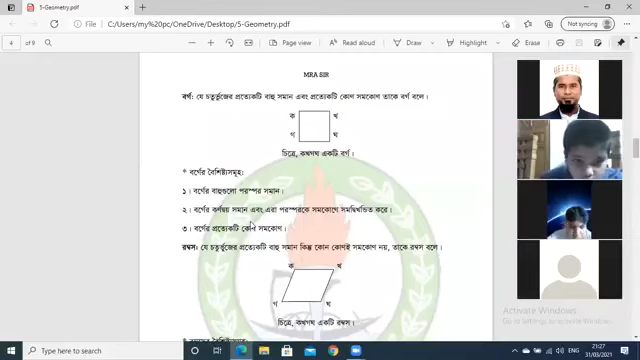 5-Geometry.pdf
C:/Users/my%20pc/OneDrive/Desktop/5-Geometry.pdf
Not syncing
4 of 9
Page view
Read aloud
Draw
Highlight
Erase
MRA SIR
বর্গ: যে চতুর্ভুজের প্রত্যেকটি বাহু সমান এবং প্রত্যেকটি কোণ সমকোণ তাকে বর্গ বলে।
ক খ
গ ঘ
চিত্রে, কখগঘ একটি বর্গ।
* বর্গের বৈশিষ্ট্যসমূহ:
১। বর্গের বাহুগুলো পরস্পর সমান।
২। বর্গের কর্ণদ্বয় সমান এবং এরা পরস্পরকে সমকোণে সমদ্বিখন্ডিত করে।
৩। বর্গের প্রত্যেকটি কোণ সমকোণ।
রম্বস: যে চতুর্ভুজের প্রত্যেকটি বাহু সমান কিন্তু কোন কোণই সমকোণ নয়, তাকে রম্বস বলে।
ক খ
গ ঘ
চিত্রে, কখগঘ একটি রম্বস।
Activate Windows
Go to Settings to activate Windows.
Type here to search
ENG
21:27
31/03/2021